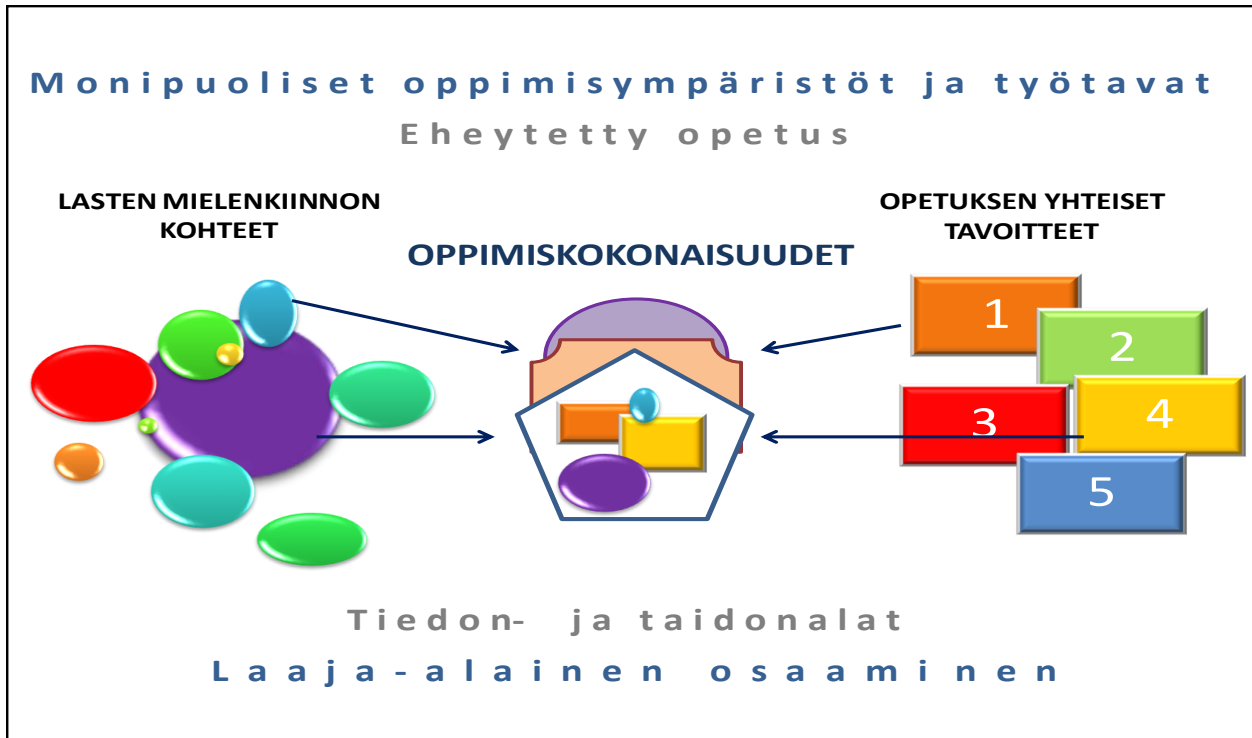 Monipuoliset oppimisympäristöt ja työtavat
Eheytetty opetus
LASTEN MIELENKIINNON
KOHTEET
OPPIMISKOKONAISUUDET
OPETUKSEN YHTEISET
TAVOITTEET
1
2
3
4
5
Tiedon- ja taidonalat
Laaja-alainen osaaminen